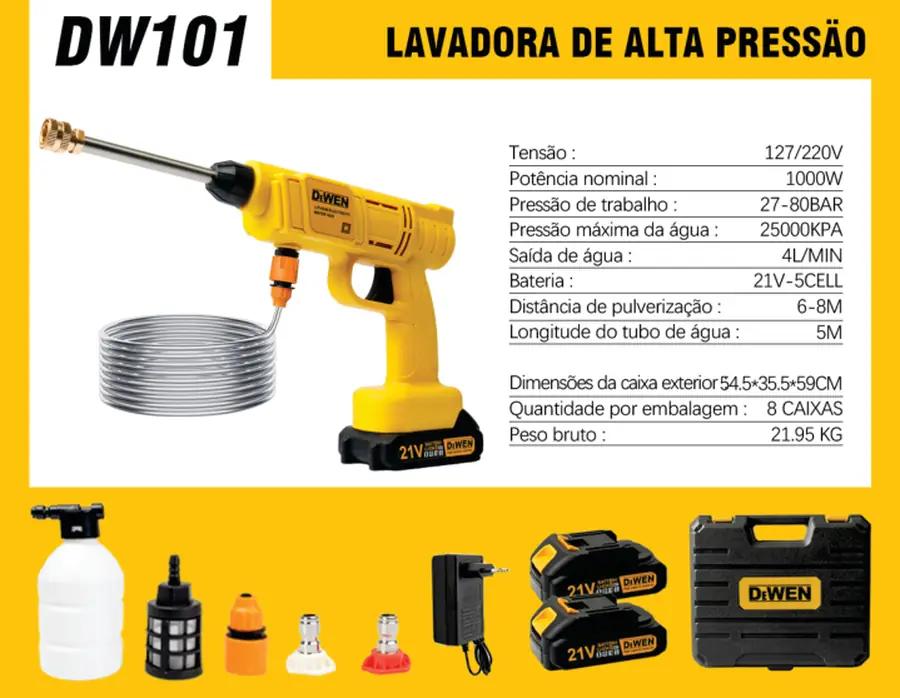 DW101
LAVADORA DE ALTA PRESSÄO
Tensão : 127/220V
Potência nominal : 1000W
Pressão de trabalho : 27-80BAR
Pressão máxima da água : 25000KPA
Saída de água : 4L/MIN
Bateria : 21V-5CELL
Distância de pulverização : 6-8M
Longitude do tubo de água : 5M
Dimensões da caixa exterior 54.5*35.5*59CM
Quantidade por embalagem : 8 CAIXAS
Peso bruto : 21.95 KG
DEWEN
21V DEWEN
21V DEWEN
21V DEWEN
DEWEN